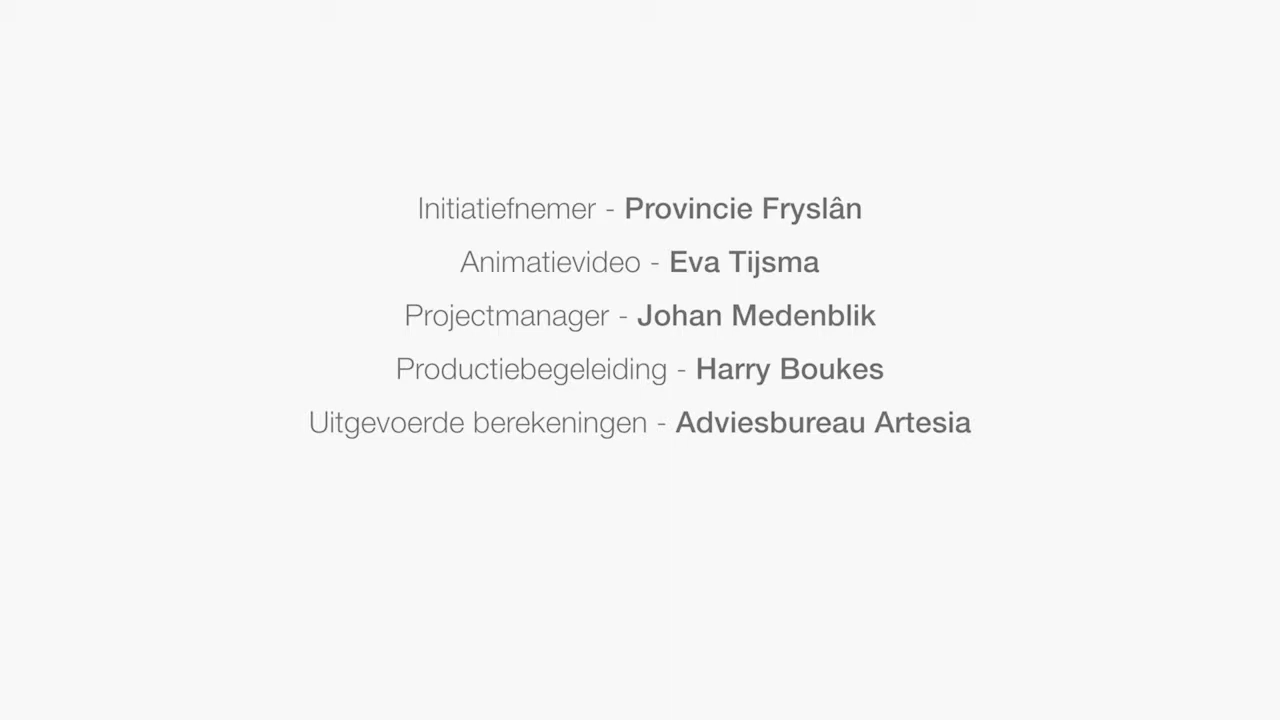 Initiatiefnemer - Provincie Fryslân
Animatievideo - Eva Tijsma
Projectmanager - Johan Medenblik
Productiebegeleiding - Harry Boukes
Uitgevoerde berekeningen - Adviesbureau Artesia